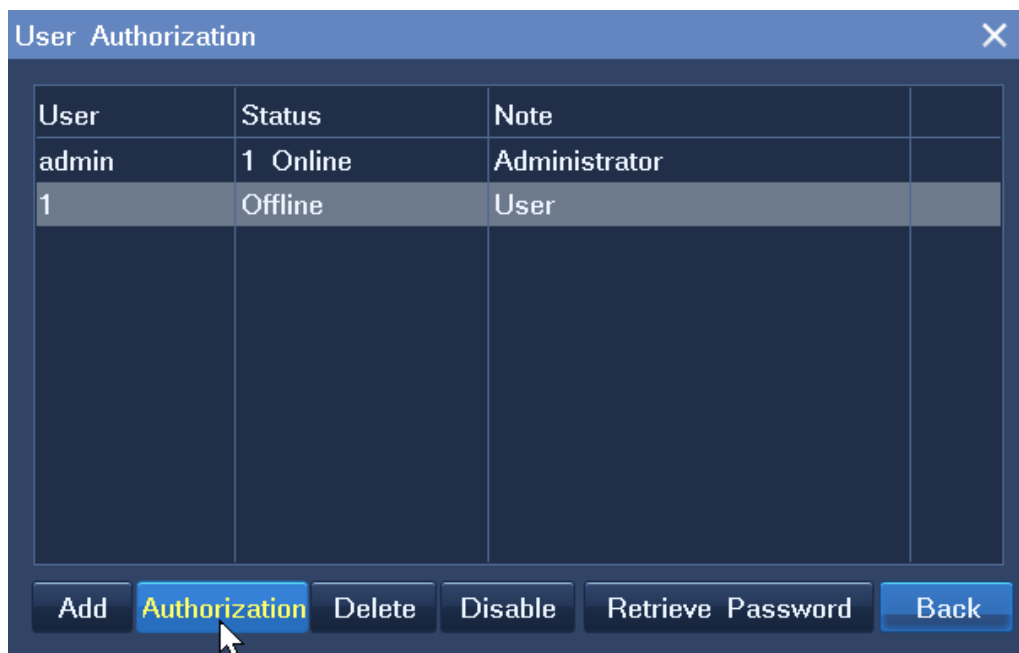 User Authorization
User Status Note
admin 1 Online Administrator
1 Offline User
Add Authorization Delete Disable Retrieve Password Back